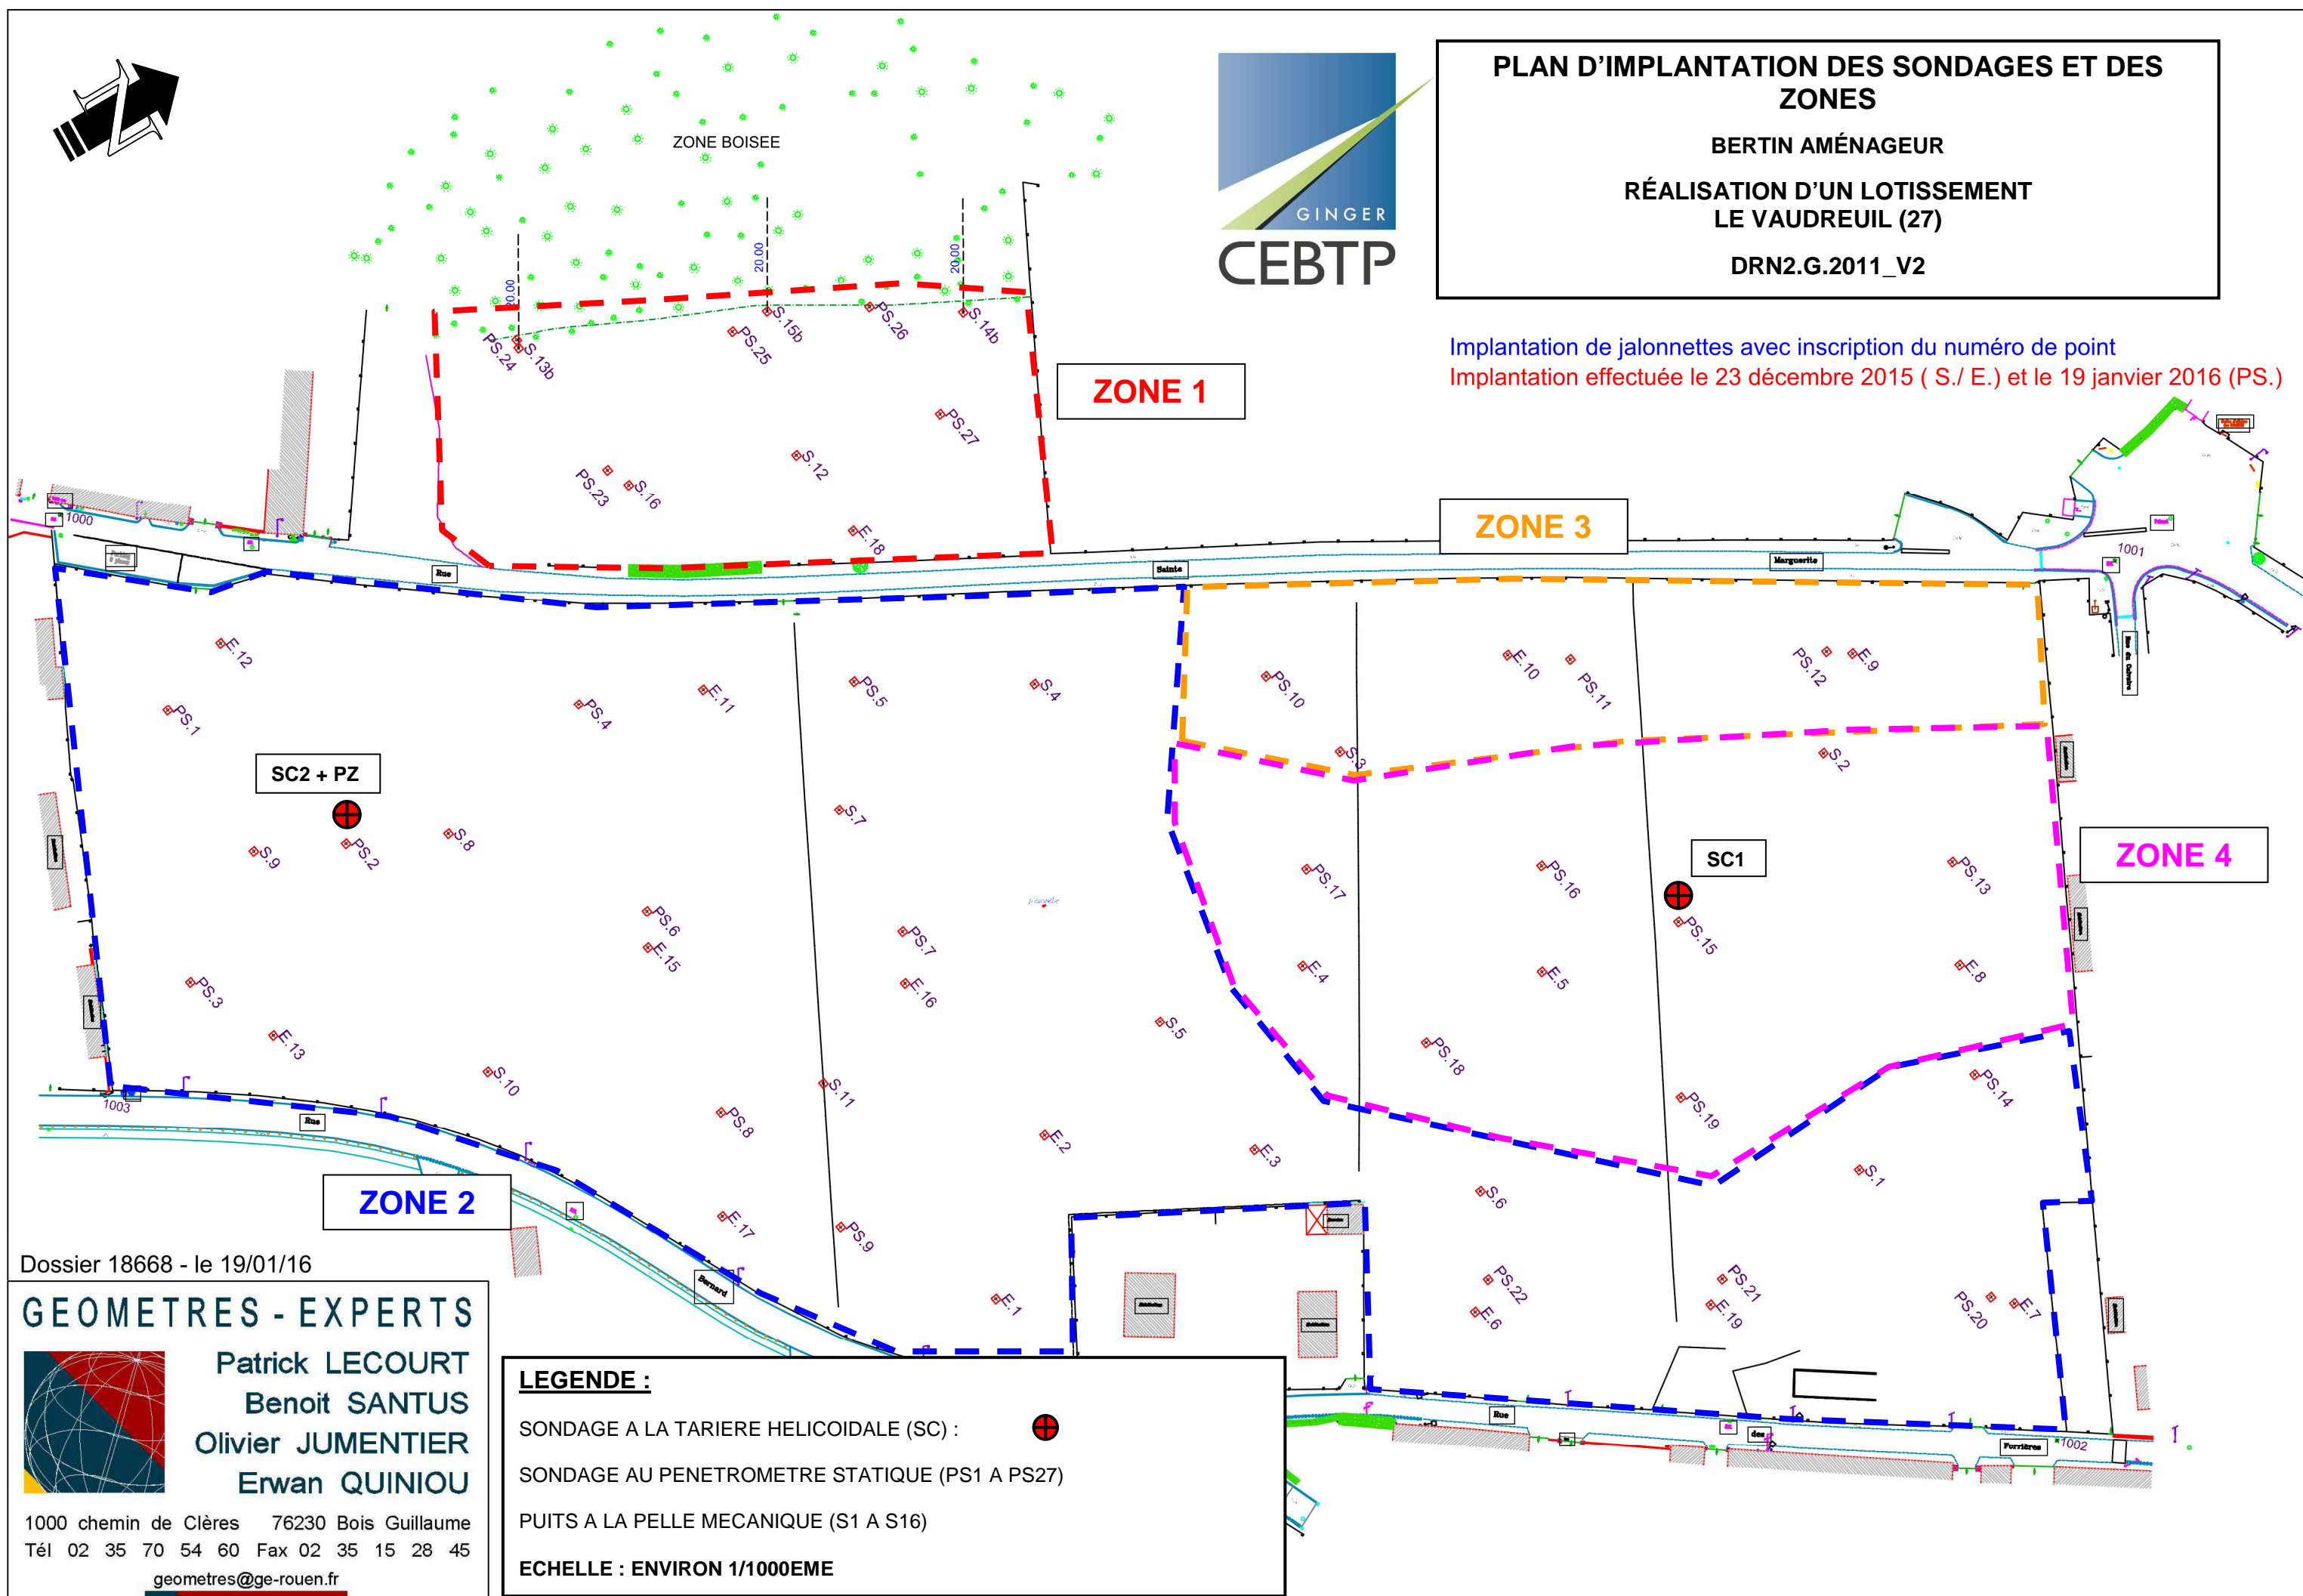 PLAN D'IMPLANTATION DES SONDAGES ET DES
ZONES
BERTIN AMÉNAGEUR
RÉALISATION D'UN LOTISSEMENT
LE VAUDREUIL (27)
DRN2.G.2011_V2
GINGER
CEBTP
Implantation de jalonnettes avec inscription du numéro de point
Implantation effectuée le 23 décembre 2015 ( S./ E.) et le 19 janvier 2016 (PS.)
N
ZONE BOISEE
20.00
20.00
20.00
PS.24
S.13b
PS.25
S.15b
PS.26
S.14b
ZONE 1
PS.27
S.12
PS.23
S.16
E.18
ZONE 3
1000
1001
Rue
Sainte
Marguerite
E.12
PS.1
PS.4
E.11
PS.5
S.4
PS.10
E.10
PS.11
PS.12
E.9
SC2 + PZ
S.3
S.2
S.9
PS.2
S.8
S.7
PS.17
PS.16
SC1
PS.13
ZONE 4
PS.6
E.15
PS.7
E.16
PS.15
PS.3
E.13
S.5
E.4
E.5
E.8
S.10
PS.8
S.11
E.2
E.3
PS.18
PS.19
PS.14
1003
Rue
ZONE 2
E.17
PS.9
S.6
S.1
Bernard
E.1
PS.22
E.6
PS.21
E.19
PS.20
E.7
Rue
des
Furrières
1002
Dossier 18668 - le 19/01/16
GEOMETRES - EXPERTS
Patrick LECOURT
Benoit SANTUS
Olivier JUMENTIER
Erwan QUINIOU
1000 chemin de Clères 76230 Bois Guillaume
Tél 02 35 70 54 60 Fax 02 35 15 28 45
geometres@ge-rouen.fr
LEGENDE :
SONDAGE A LA TARIERE HELICOIDALE (SC) :
SONDAGE AU PENETROMETRE STATIQUE (PS1 A PS27)
PUITS A LA PELLE MECANIQUE (S1 A S16)
ECHELLE : ENVIRON 1/1000EME